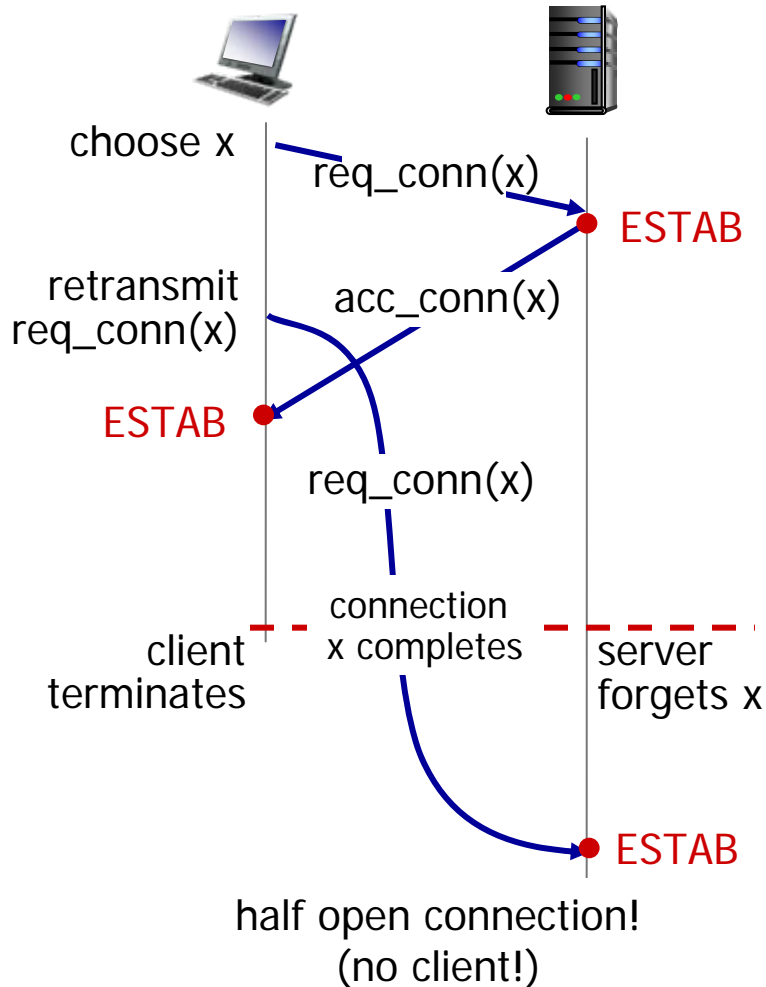 choose x
req_conn(x)
ESTAB
retransmit
req_conn(x)
acc_conn(x)
ESTAB
req_conn(x)
connection
x completes
client
terminates
server
forgets x
ESTAB
half open connection!
(no client!)